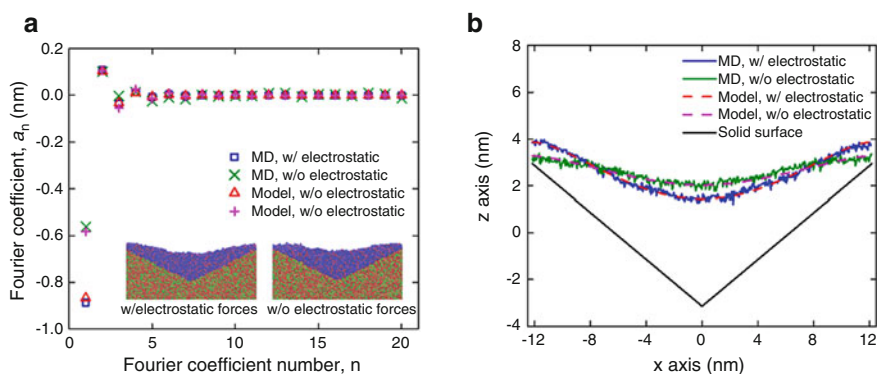 a
0.2
0.0
-0.2
-0.4
-0.6
-0.8
-1.0
Fourier coefficient, aₙ (nm)
MD, w/ electrostatic
MD, w/o electrostatic
Model, w/o electrostatic
Model, w/o electrostatic
w/electrostatic forces
w/o electrostatic forces
0 5 10 15 20
Fourier coefficient number, n
b
8
6
4
2
0
-2
-4
z axis (nm)
MD, w/ electrostatic
MD, w/o electrostatic
Model, w/ electrostatic
Model, w/o electrostatic
Solid surface
-12 -8 -4 0 4 8 12
x axis (nm)